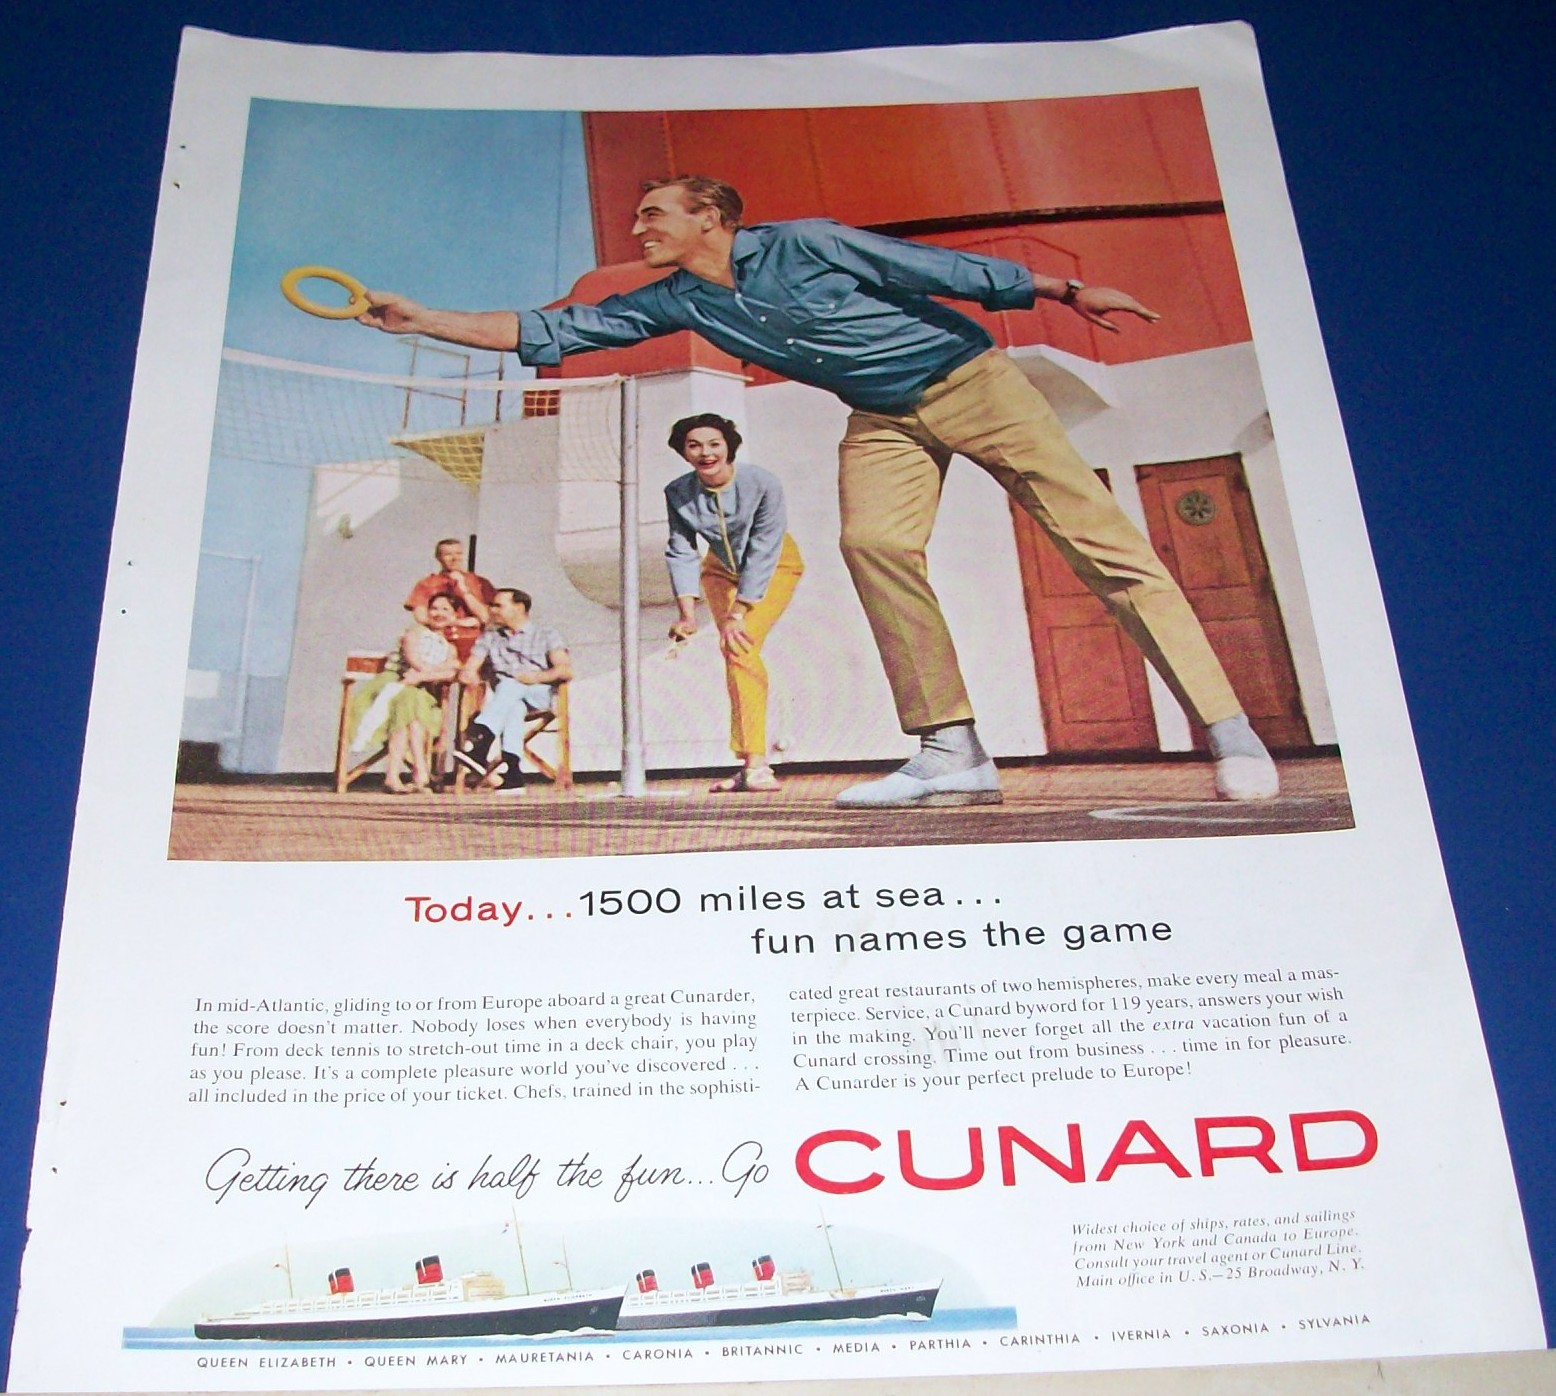 Today...1500 miles at sea...
fun names the game
In mid-Atlantic, gliding to or from Europe aboard a great Cunarder,
the score doesn't matter. Nobody loses when everybody is having
fun! From deck tennis to stretch-out time in a deck chair, you play
as you please. It's a complete pleasure world you've discovered . . .
all included in the price of your ticket. Chefs, trained in the sophisti-
cated great restaurants of two hemispheres, make every meal a mas-
terpiece. Service, a Cunard byword for 119 years, answers your wish
in the making. You'll never forget all the extra vacation fun of a
Cunard crossing. Time out from business . . . time in for pleasure.
A Cunarder is your perfect prelude to Europe!
Getting there is half the fun... Go CUNARD
Widest choice of ships, rates, and sailings
from New York and Canada to Europe.
Consult your travel agent or Cunard Line.
Main office in U. S.—25 Broadway, N. Y.
QUEEN ELIZABETH • QUEEN MARY • MAURETANIA • CARONIA • BRITANNIC • MEDIA • PARTHIA • CARINTHIA • IVERNIA • SAXONIA • SYLVANIA